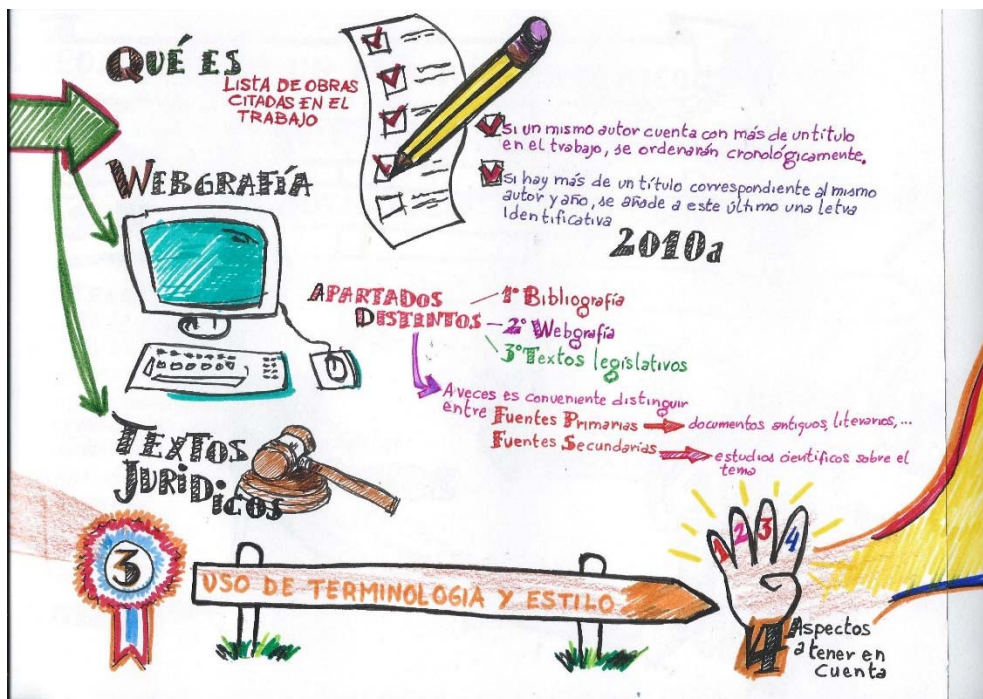 QUÉ ES
LISTA DE OBRAS
CITADAS EN EL
TRABAJO
Si un mismo autor cuenta con más de un título
en el trabajo, se ordenarán cronológicamente.
Si hay más de un título correspondiente al mismo
autor y año, se añade a este último una letra
identificativa
2010a
WEBGRAFÍA
APARTADOS
DISTINTOS
1º Bibliografía
2º Webgrafía
3º Textos legislativos
A veces es conveniente distinguir
entre Fuentes Primarias → documentos antiguos, literarios,...
Fuentes Secundarias → estudios científicos sobre el
tema
TEXTOS
JURIDICOS
3
USO DE TERMINOLOGIA Y ESTILO
1 2 3 4
4 Aspectos
a tener en
cuenta